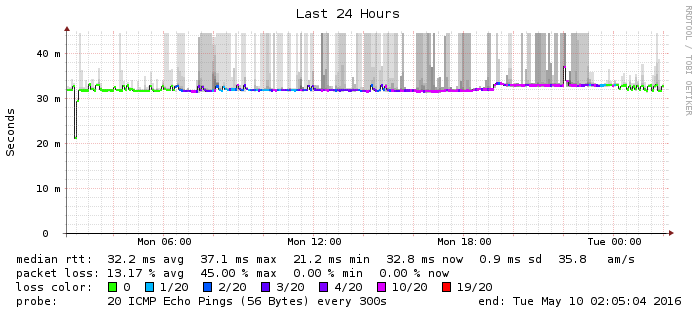 Last 24 Hours
RRDTOOL / TOBI OETIKER
Seconds
40 m
30 m
20 m
10 m
0
Mon 06:00 Mon 12:00 Mon 18:00 Tue 00:00
median rtt: 32.2 ms avg 37.1 ms max 21.2 ms min 32.8 ms now 0.9 ms sd 35.8 am/s
packet loss: 13.17 % avg 45.00 % max 0.00 % min 0.00 % now
loss color: 0 1/20 2/20 3/20 4/20 10/20 19/20
probe: 20 ICMP Echo Pings (56 Bytes) every 300s end: Tue May 10 02:05:04 2016